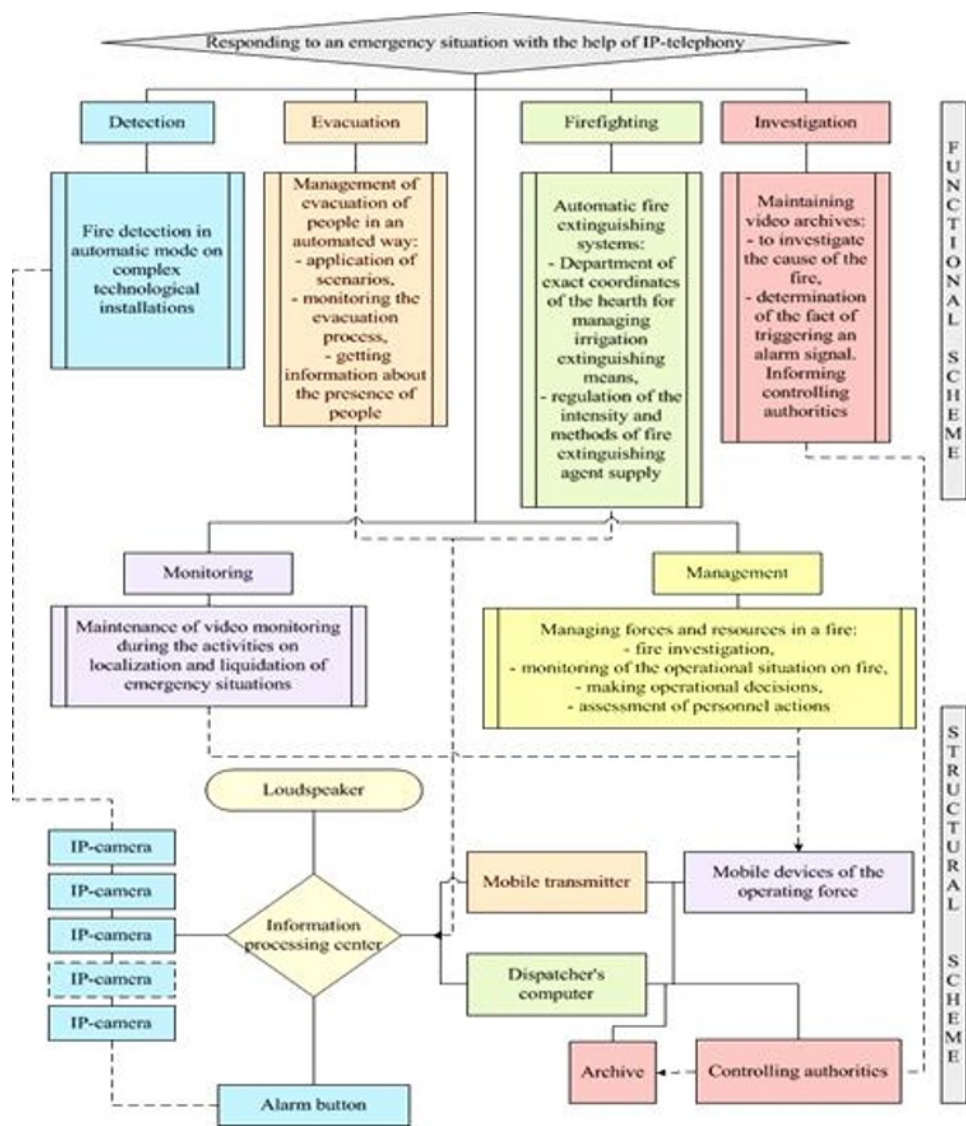 Responding to an emergency situation with the help of IP-telephony
Detection
Evacuation
Firefighting
Investigation
Fire detection in
automatic mode on
complex
technological
installations
Management of
evacuation of
people in an
automated way:
- application of
scenarios,
- monitoring the
evacuation
process,
- getting
information about
the presence of
people
Automatic fire
extinguishing
systems:
- Department of
exact coordinates
of the hearth for
managing
irrigation
extinguishing
means,
- regulation of the
intensity and
methods of fire
extinguishing
agent supply
Maintaining
video archives:
- to investigate
the cause of the
fire,
- determination
of the fact of
triggering an
alarm signal.
Informing
controlling
authorities
FUNCTIONAL SCHEME
Monitoring
Management
Maintenance of video monitoring
during the activities on
localization and liquidation of
emergency situations
Managing forces and resources in a fire:
- fire investigation,
- monitoring of the operational situation on fire,
- making operational decisions,
- assessment of personnel actions
STRUCTURAL SCHEME
Loudspeaker
IP-camera
IP-camera
IP-camera
IP-camera
IP-camera
Information
processing center
Mobile transmitter
Mobile devices of the
operating force
Dispatcher's
computer
Archive
Controlling authorities
Alarm button